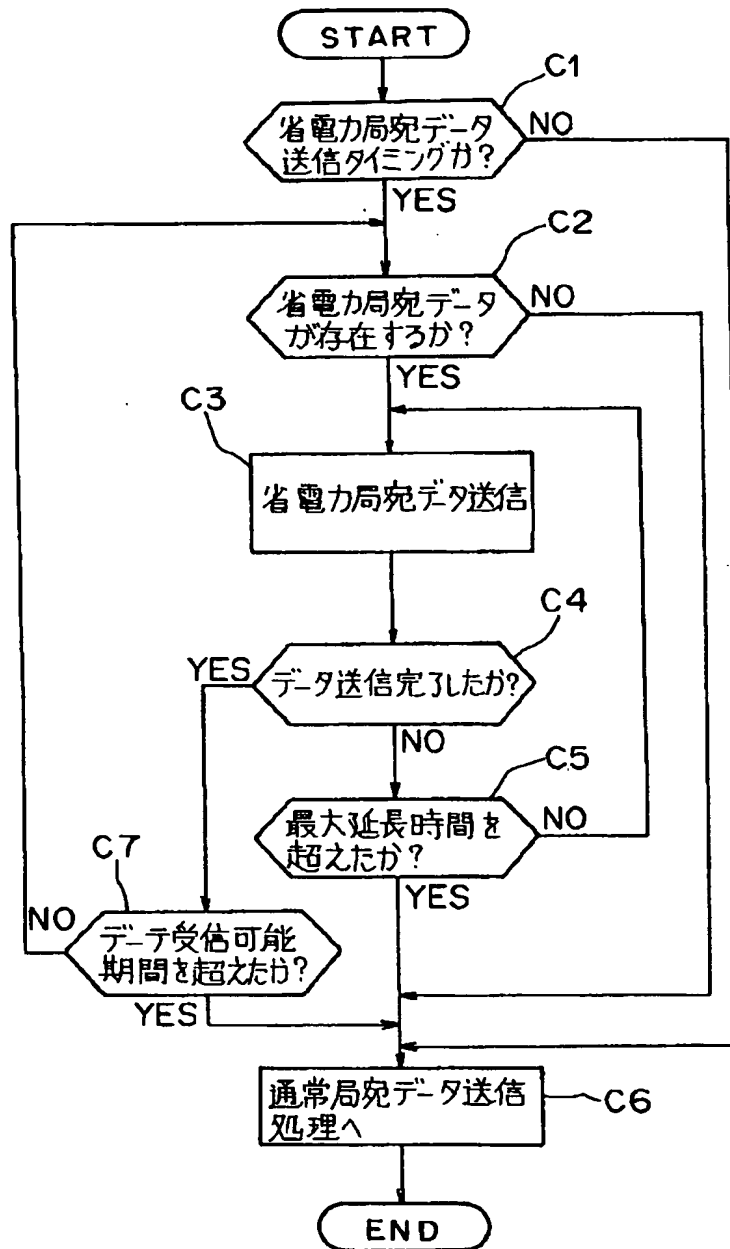 START
C1
省電力局宛データ
送信タイミングか?
NO
YES
C2
省電力局宛データ
が存在するか?
NO
YES
C3
省電力局宛データ送信
C4
データ送信完了したか?
YES
NO
C5
最大延長時間を
超えたか?
NO
YES
C7
データ受信可能
期間を超えたか?
NO
YES
通常局宛データ送信
処理へ
C6
END